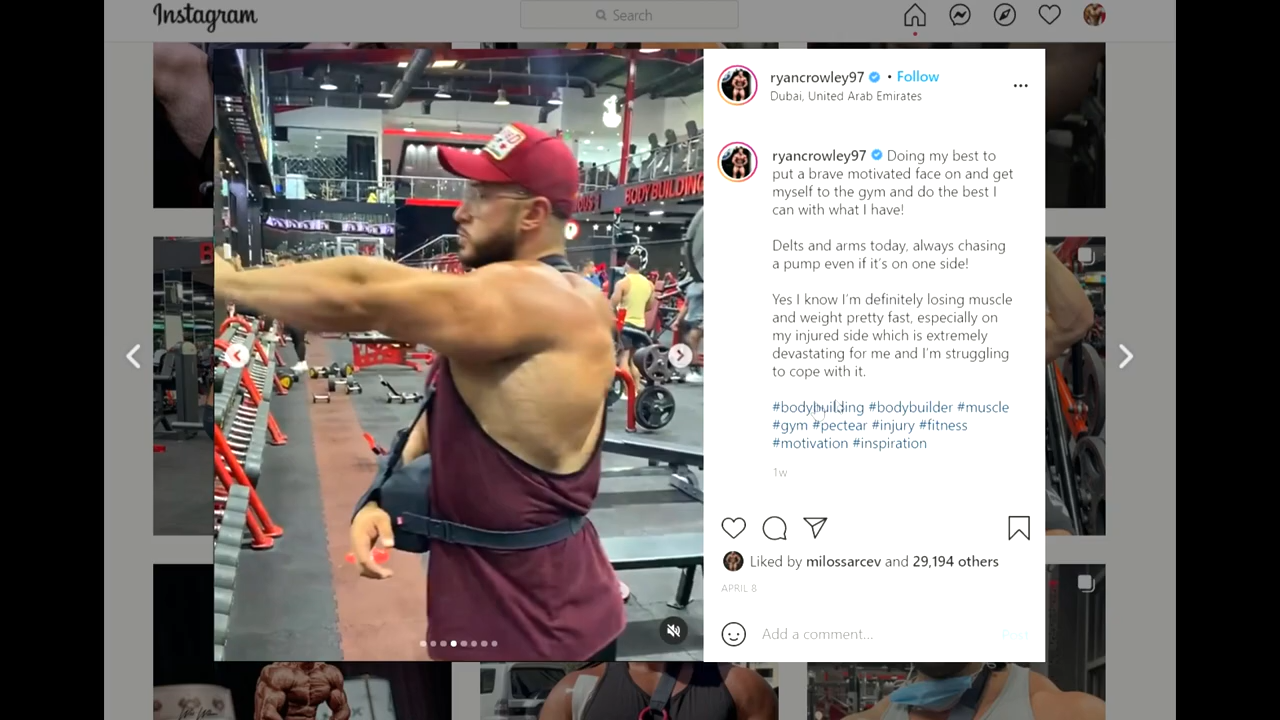 Instagram
Search
ryancrowley97 • Follow
Dubai, United Arab Emirates
BODYBUILDING
ryancrowley97 Doing my best to
put a brave motivated face on and get
myself to the gym and do the best I
can with what I have!
Delts and arms today, always chasing
a pump even if it's on one side!
Yes I know I'm definitely losing muscle
and weight pretty fast, especially on
my injured side which is extremely
devastating for me and I'm struggling
to cope with it.
#bodybuilding #bodybuilder #muscle
#gym #pectear #injury #fitness
#motivation #inspiration
1w
Liked by milossarcev and 29,194 others
APRIL 8
Add a comment...
Post